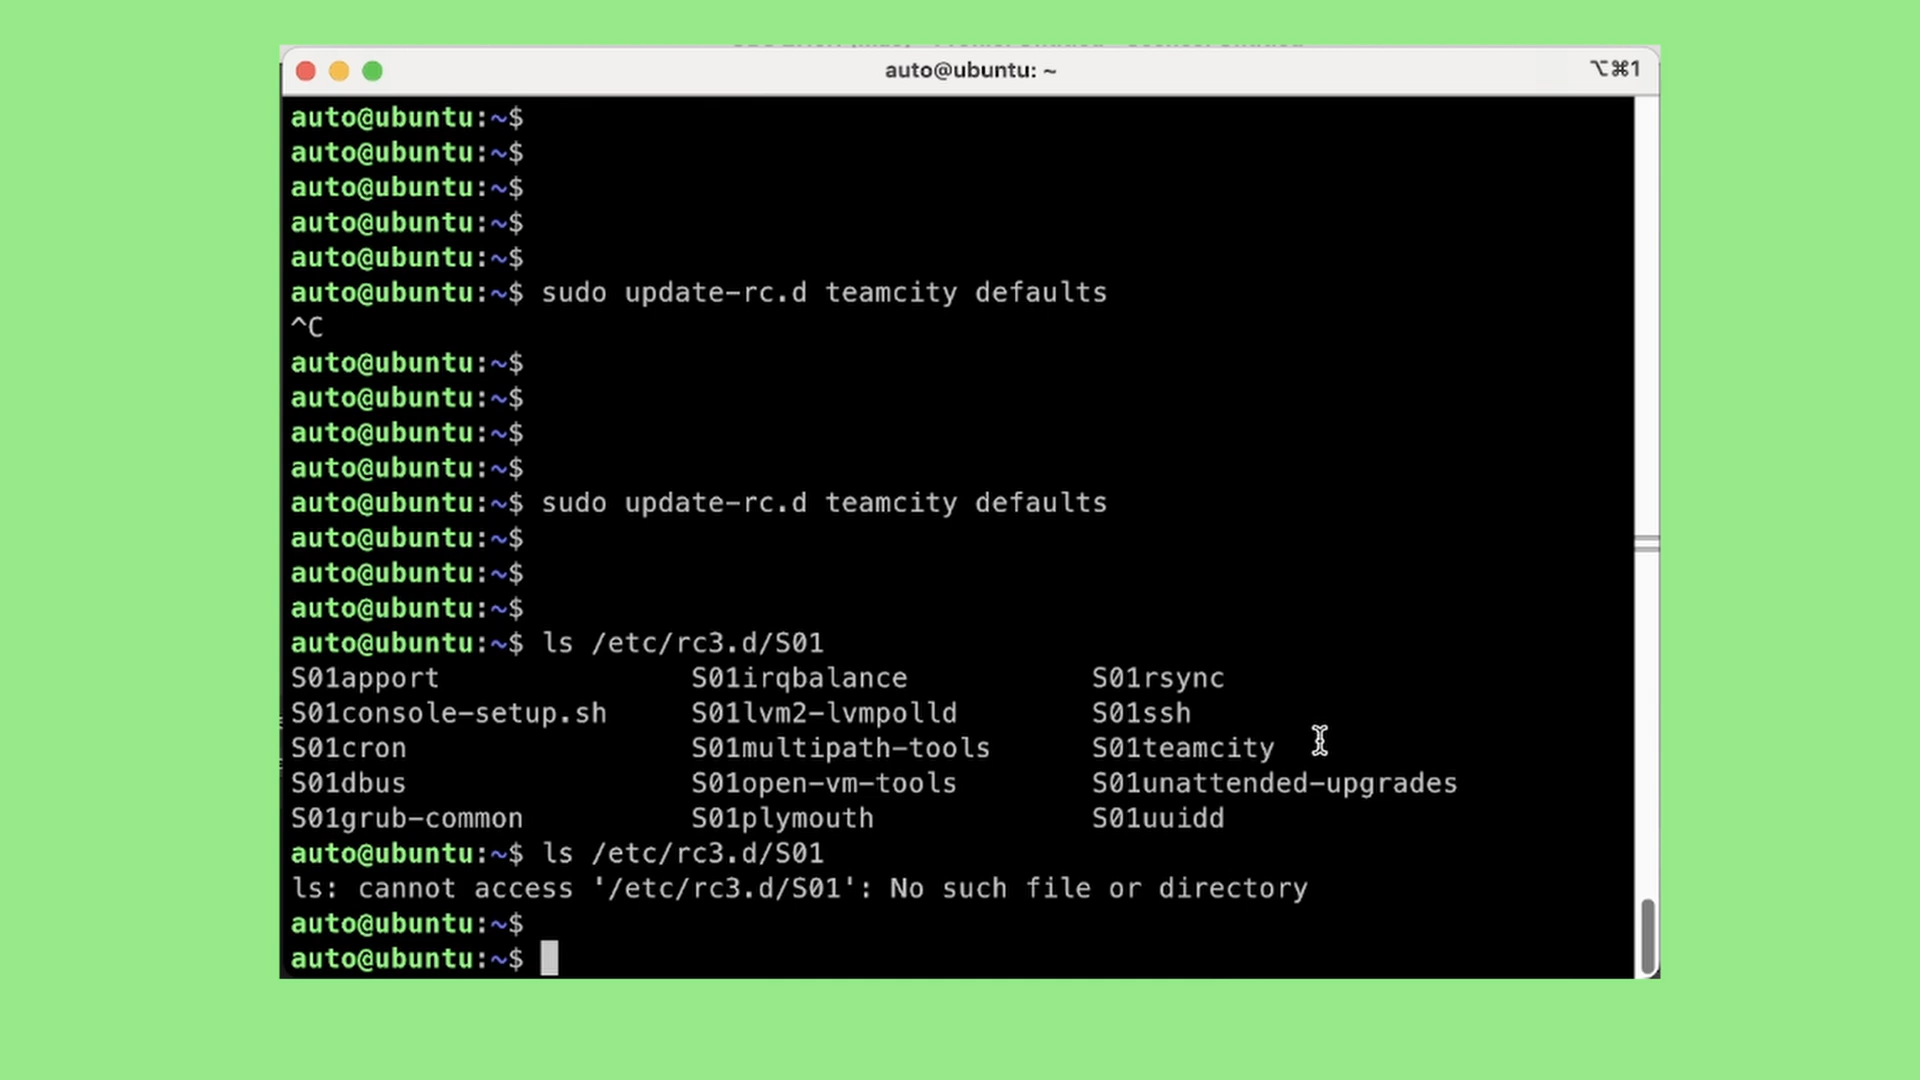 auto@ubuntu: ~
⌥⌘1
auto@ubuntu:~$
auto@ubuntu:~$
auto@ubuntu:~$
auto@ubuntu:~$
auto@ubuntu:~$
auto@ubuntu:~$ sudo update-rc.d teamcity defaults
^C
auto@ubuntu:~$
auto@ubuntu:~$
auto@ubuntu:~$
auto@ubuntu:~$
auto@ubuntu:~$ sudo update-rc.d teamcity defaults
auto@ubuntu:~$
auto@ubuntu:~$
auto@ubuntu:~$
auto@ubuntu:~$ ls /etc/rc3.d/S01
S01apport S01irqbalance S01rsync
S01console-setup.sh S01lvm2-lvmpolld S01ssh
S01cron S01multipath-tools S01teamcity
S01dbus S01open-vm-tools S01unattended-upgrades
S01grub-common S01plymouth S01uuidd
auto@ubuntu:~$ ls /etc/rc3.d/S01
ls: cannot access '/etc/rc3.d/S01': No such file or directory
auto@ubuntu:~$
auto@ubuntu:~$